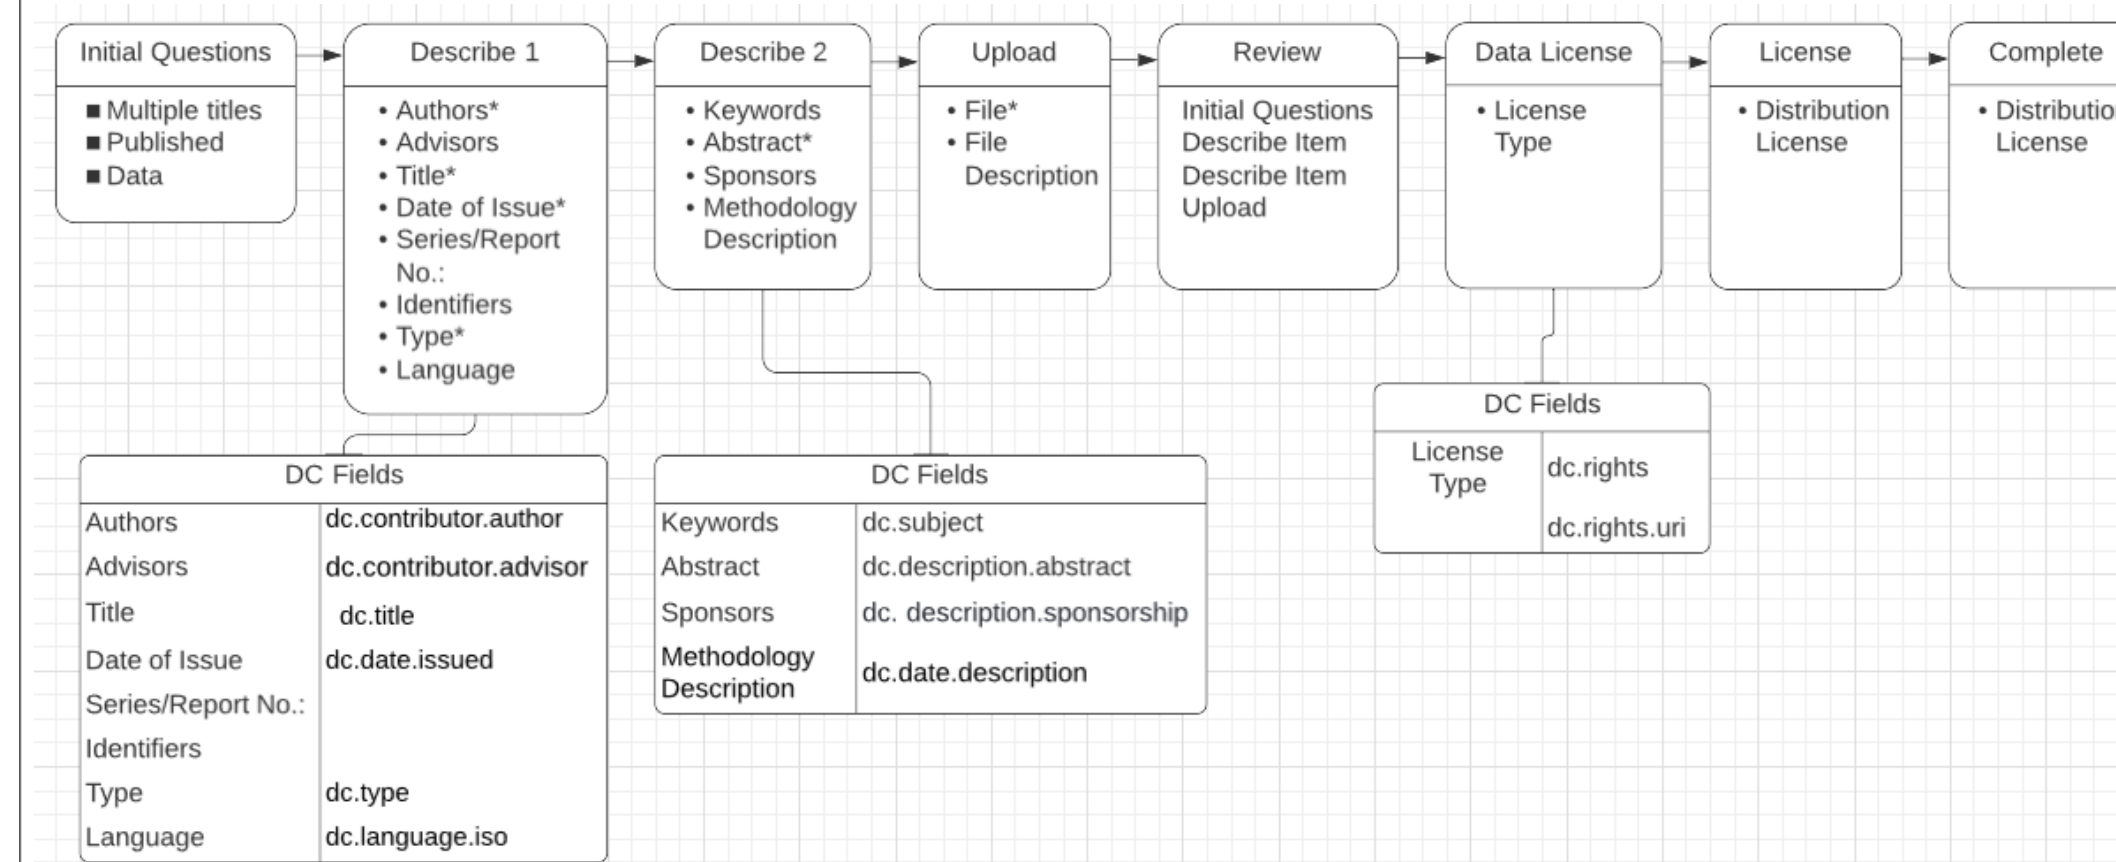 Initial Questions
■ Multiple titles
■ Published
■ Data
Describe 1
• Authors*
• Advisors
• Title*
• Date of Issue*
• Series/Report
No.:
• Identifiers
• Type*
• Language
Describe 2
• Keywords
• Abstract*
• Sponsors
• Methodology
Description
Upload
• File*
• File
Description
Review
Initial Questions
Describe Item
Describe Item
Upload
Data License
• License
Type
License
• Distribution
License
Complete
• Distributio
License
DC Fields
Authors dc.contributor.author
Advisors dc.contributor.advisor
Title dc.title
Date of Issue dc.date.issued
Series/Report No.:
Identifiers
Type dc.type
Language dc.language.iso
DC Fields
Keywords dc.subject
Abstract dc.description.abstract
Sponsors dc. description.sponsorship
Methodology
Description dc.date.description
DC Fields
License
Type
dc.rights
dc.rights.uri